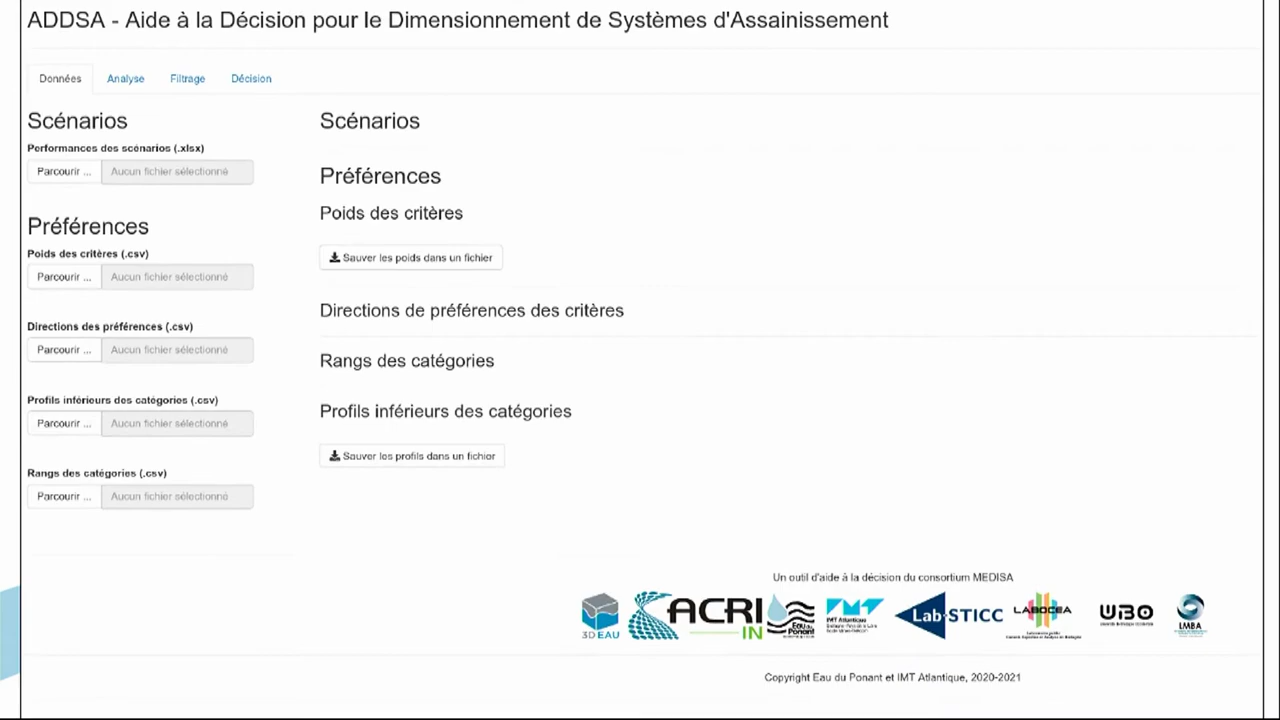 ADDSA - Aide à la Décision pour le Dimensionnement de Systèmes d'Assainissement
Données Analyse Filtrage Décision
Scénarios
Performances des scénarios (.xlsx)
Parcourir ... Aucun fichier sélectionné
Préférences
Poids des critères (.csv)
Parcourir ... Aucun fichier sélectionné
Directions des préférences (.csv)
Parcourir ... Aucun fichier sélectionné
Profils inférieurs des catégories (.csv)
Parcourir ... Aucun fichier sélectionné
Rangs des catégories (.csv)
Parcourir ... Aucun fichier sélectionné
Scénarios
Préférences
Poids des critères
Sauver les poids dans un fichier
Directions de préférences des critères
Rangs des catégories
Profils inférieurs des catégories
Sauver les profils dans un fichier
Un outil d'aide à la décision du consortium MEDISA
3D EAU
ACRI
IN
Eau du
Ponant
IMT Atlantique
Lab-STICC
LABOCEA
UBO
LMBA
Copyright Eau du Ponant et IMT Atlantique, 2020-2021